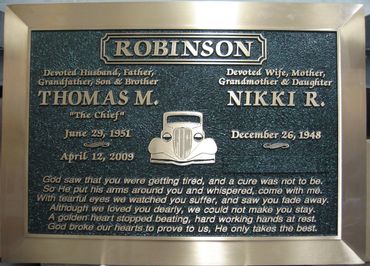 ROBINSON
Devoted Husband, Father,
Grandfather, Son & Brother
THOMAS M.
"The Chief"
June 29, 1951
April 12, 2009
Devoted Wife, Mother,
Grandmother & Daughter
NIKKI R.
December 26, 1948
God saw that you were getting tired, and a cure was not to be.
So He put his arms around you and whispered, come with me.
With tearful eyes we watched you suffer, and saw you fade away.
Although we loved you dearly, we could not make you stay.
A golden heart stopped beating, hard working hands at rest.
God broke our hearts to prove to us, He only takes the best.